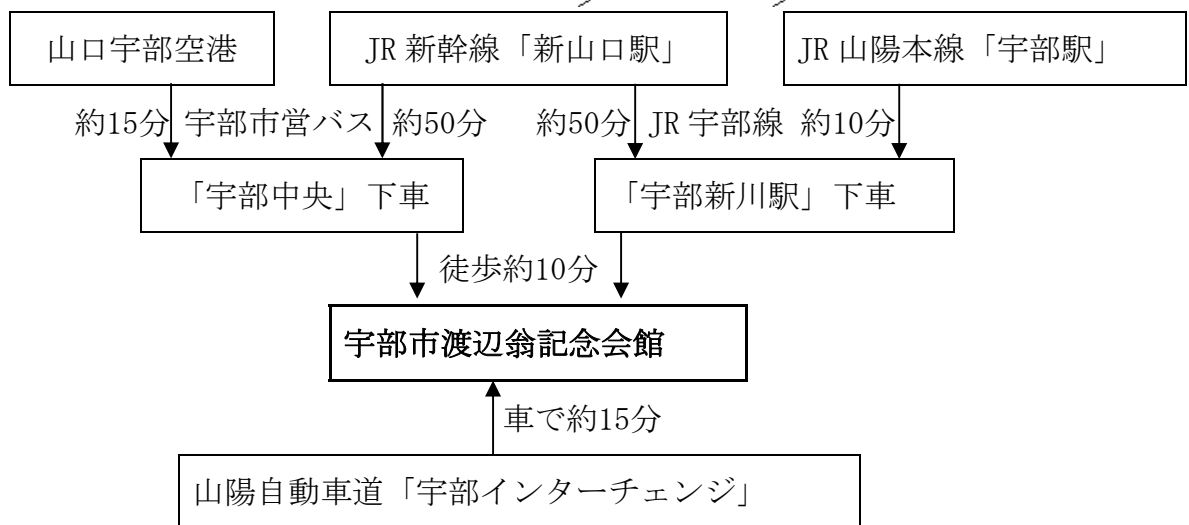 山口宇部空港
JR 新幹線「新山口駅」
JR 山陽本線「宇部駅」
約15分 宇部市営バス 約50分 約50分 JR 宇部線 約10分
「宇部中央」下車
「宇部新川駅」下車
徒歩約10分
宇部市渡辺翁記念会館
車で約15分
山陽自動車道「宇部インターチェンジ」